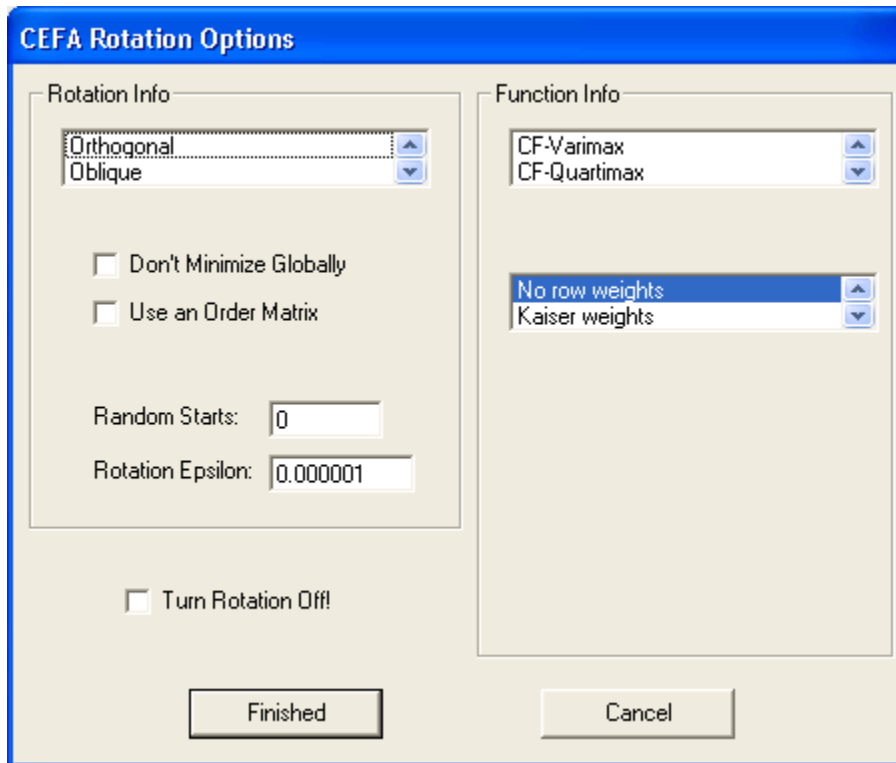 CEFA Rotation Options
Rotation Info
Orthogonal
Oblique
Don't Minimize Globally
Use an Order Matrix
Random Starts: 0
Rotation Epsilon: 0.000001
Turn Rotation Off!
Function Info
CF-Varimax
CF-Quartimax
No row weights
Kaiser weights
Finished
Cancel